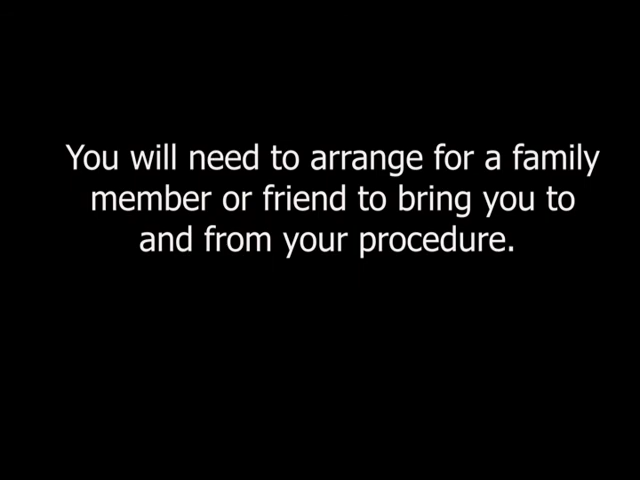 You will need to arrange for a family
member or friend to bring you to
and from your procedure.